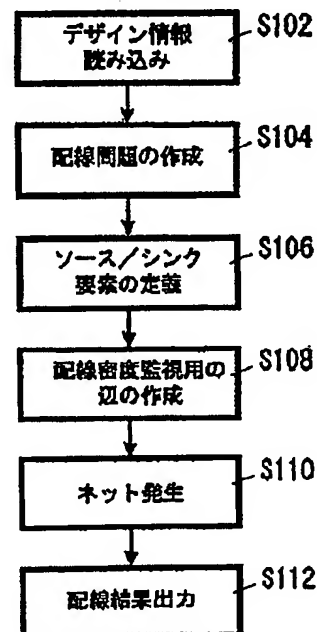 デザイン情報
読み込み
S102
配線問題の作成
S104
ソース／シンク
要素の定義
S106
配線密度監視用の
辺の作成
S108
ネット発生
S110
配線結果出力
S112